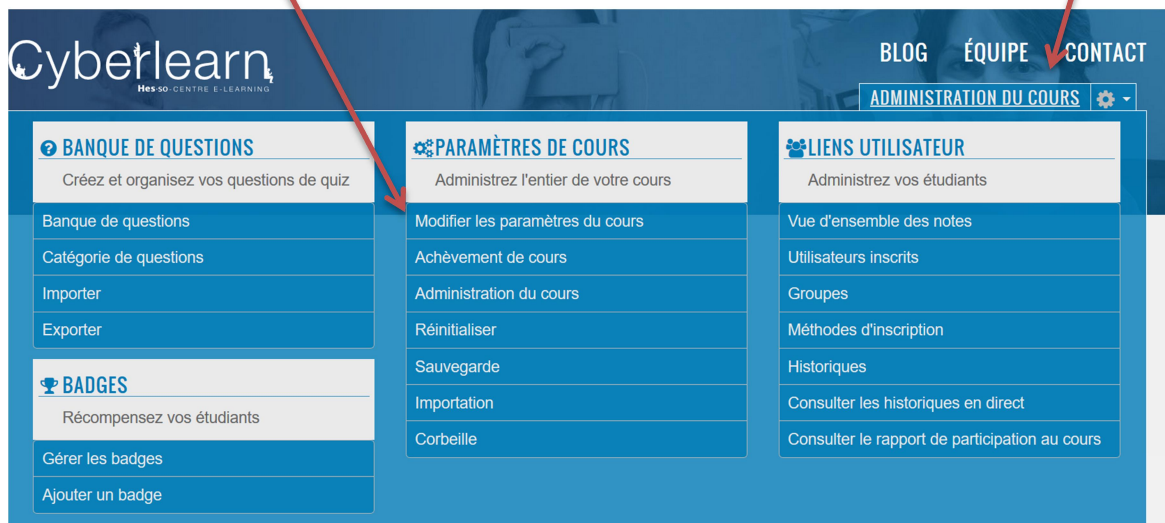 Cyberlearn
Hes·so-CENTRE E-LEARNING
BLOG ÉQUIPE CONTACT
ADMINISTRATION DU COURS
BANQUE DE QUESTIONS
Créez et organisez vos questions de quiz
Banque de questions
Catégorie de questions
Importer
Exporter
BADGES
Récompensez vos étudiants
Gérer les badges
Ajouter un badge
PARAMÈTRES DE COURS
Administrez l'entier de votre cours
Modifier les paramètres du cours
Achèvement de cours
Administration du cours
Réinitialiser
Sauvegarde
Importation
Corbeille
LIENS UTILISATEUR
Administrez vos étudiants
Vue d'ensemble des notes
Utilisateurs inscrits
Groupes
Méthodes d'inscription
Historiques
Consulter les historiques en direct
Consulter le rapport de participation au cours